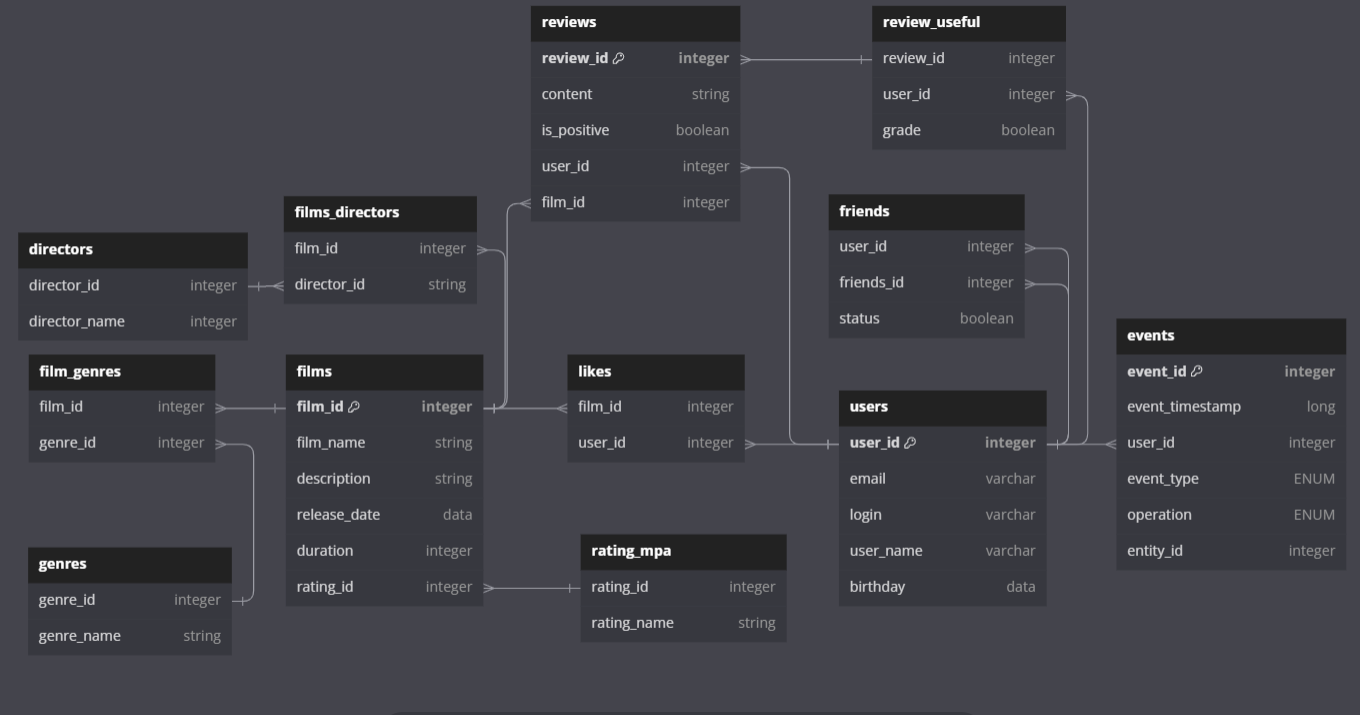 reviews
review_id integer
content string
is_positive boolean
user_id integer
film_id integer
review_useful
review_id integer
user_id integer
grade boolean
films_directors
film_id integer
director_id string
friends
user_id integer
friends_id integer
status boolean
directors
director_id integer
director_name integer
events
event_id integer
event_timestamp long
user_id integer
event_type ENUM
operation ENUM
entity_id integer
film_genres
film_id integer
genre_id integer
films
film_id integer
film_name string
description string
release_date data
duration integer
rating_id integer
likes
film_id integer
user_id integer
users
user_id integer
email varchar
login varchar
user_name varchar
birthday data
rating_mpa
rating_id integer
rating_name string
genres
genre_id integer
genre_name string